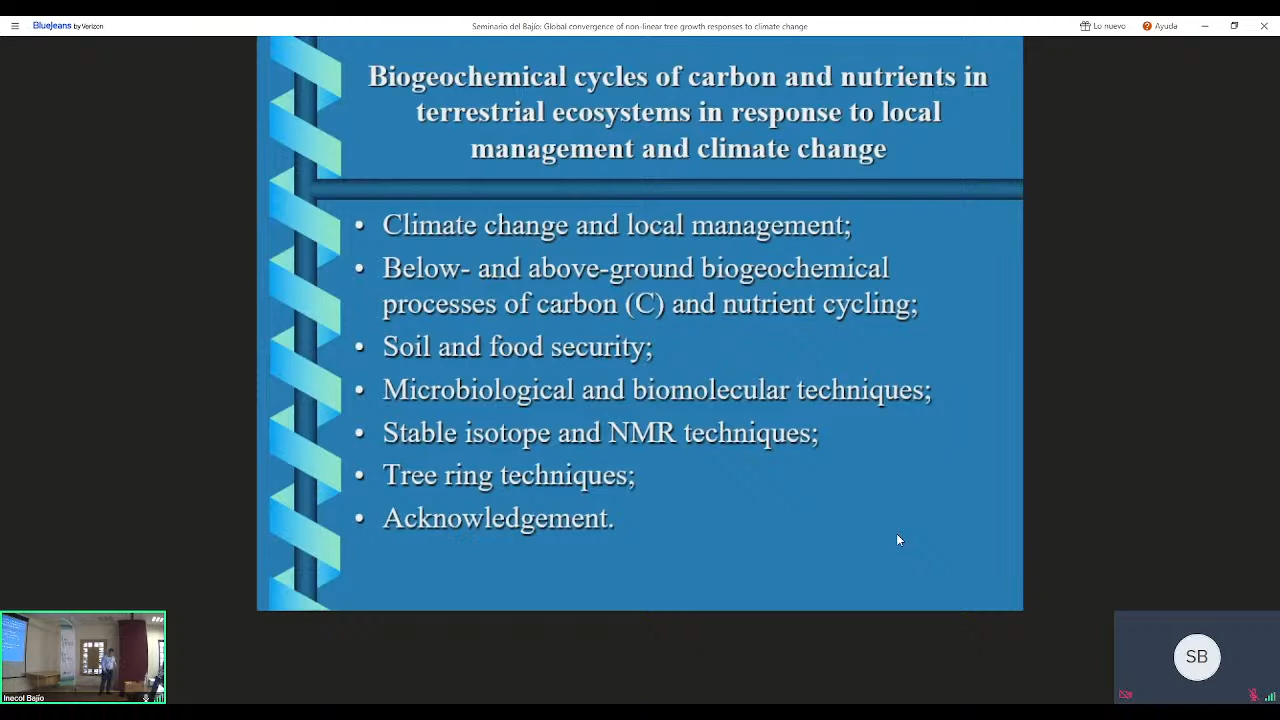 BlueJeans by Verizon
Seminario del Bajío: Global convergence of non-linear tree growth responses to climate change
Lo nuevo
Ayuda
Biogeochemical cycles of carbon and nutrients in
terrestrial ecosystems in response to local
management and climate change
• Climate change and local management;
• Below- and above-ground biogeochemical
processes of carbon (C) and nutrient cycling;
• Soil and food security;
• Microbiological and biomolecular techniques;
• Stable isotope and NMR techniques;
• Tree ring techniques;
• Acknowledgement.
Inecol Bajío
SB